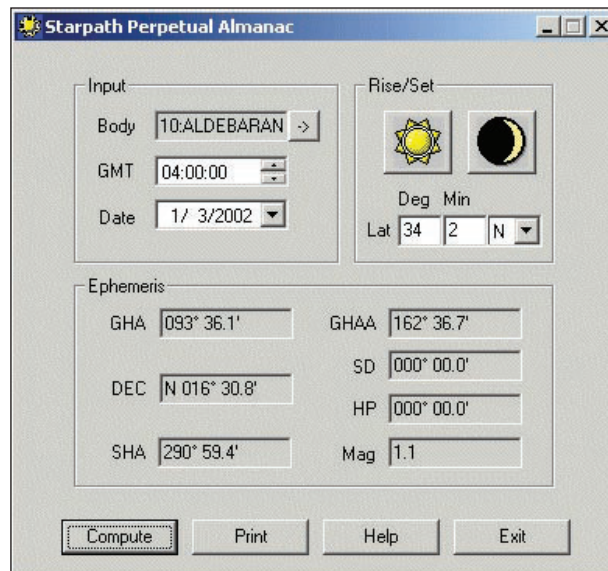 Starpath Perpetual Almanac
Input
Body 10:ALDEBARAN ->
GMT 04:00:00
Date 1/ 3/2002
Rise/Set
Deg Min
Lat 34 2 N
Ephemeris
GHA 093° 36.1'
DEC N 016° 30.8'
SHA 290° 59.4'
GHAA 162° 36.7'
SD 000° 00.0'
HP 000° 00.0'
Mag 1.1
Compute Print Help Exit